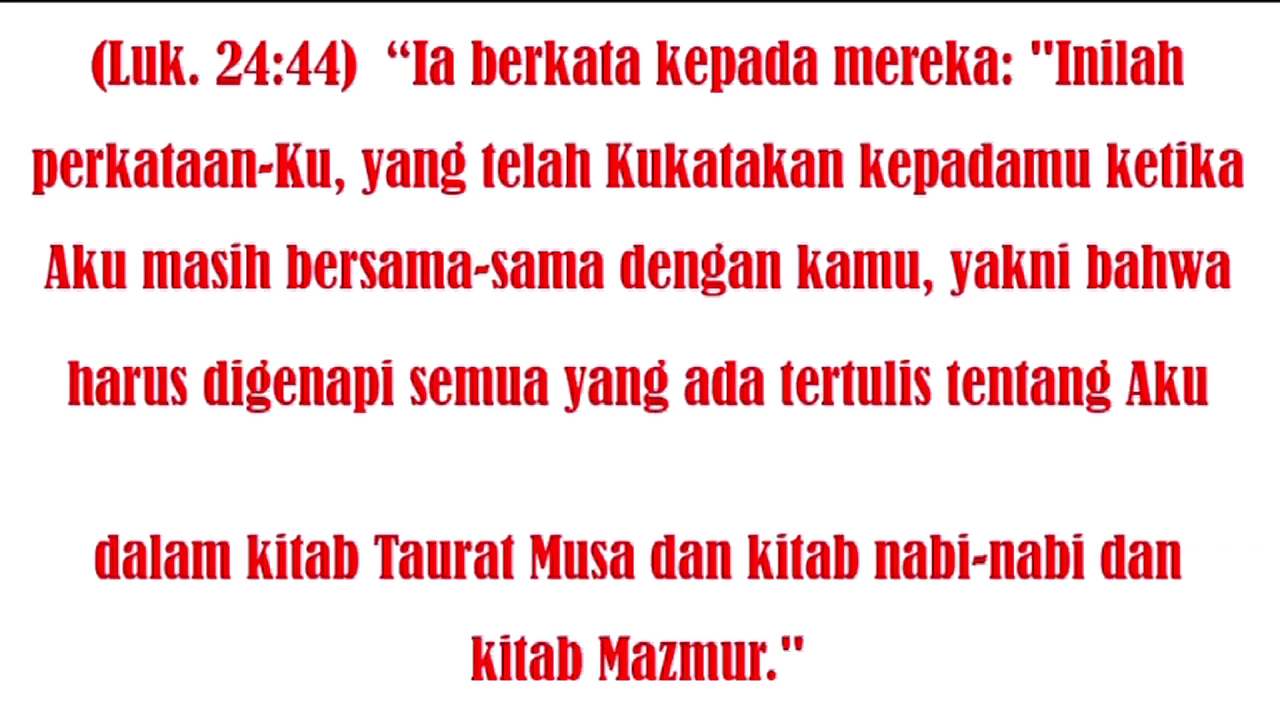 (Luk. 24:44)  “Ia berkata kepada mereka: "Inilah
perkataan-Ku, yang telah Kukatakan kepadamu ketika
Aku masih bersama-sama dengan kamu, yakni bahwa
harus digenapi semua yang ada tertulis tentang Aku
dalam kitab Taurat Musa dan kitab nabi-nabi dan
kitab Mazmur."